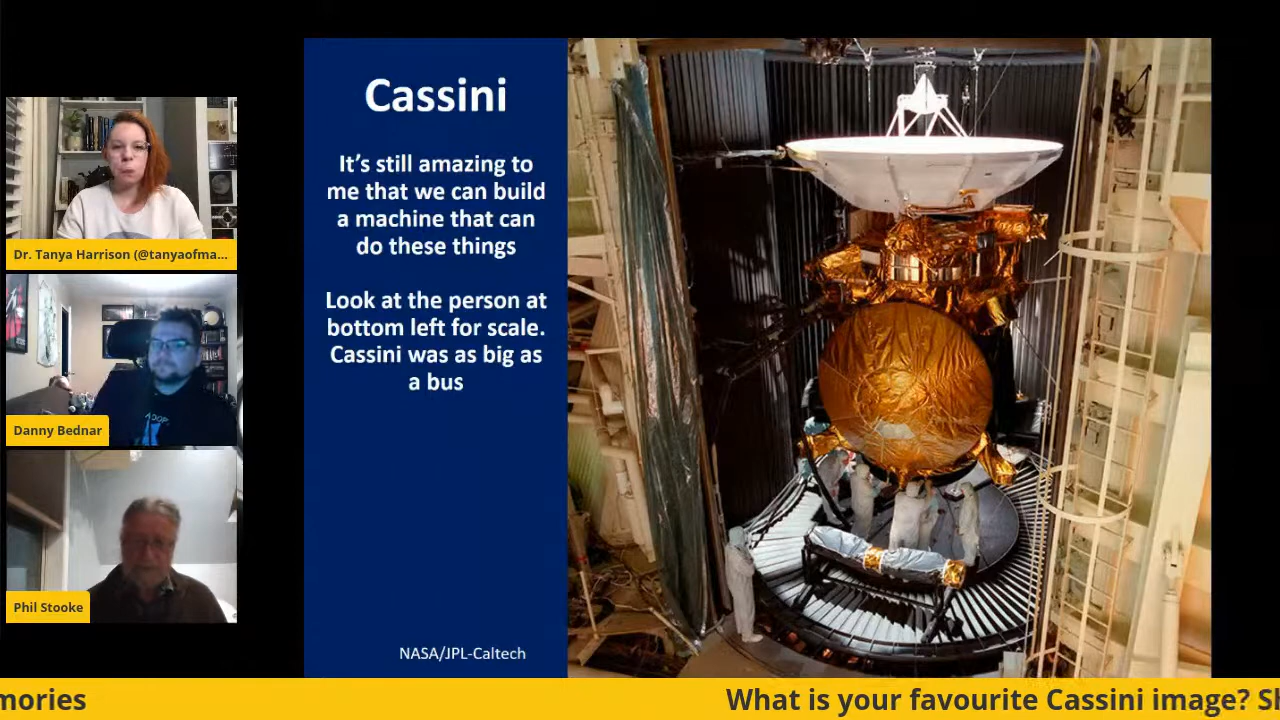 Cassini
It's still amazing to
me that we can build
a machine that can
do these things
Look at the person at
bottom left for scale.
Cassini was as big as
a bus
NASA/JPL-Caltech
Dr. Tanya Harrison (@tanyaofma...
Danny Bednar
Phil Stooke
mories
What is your favourite Cassini image? Sh